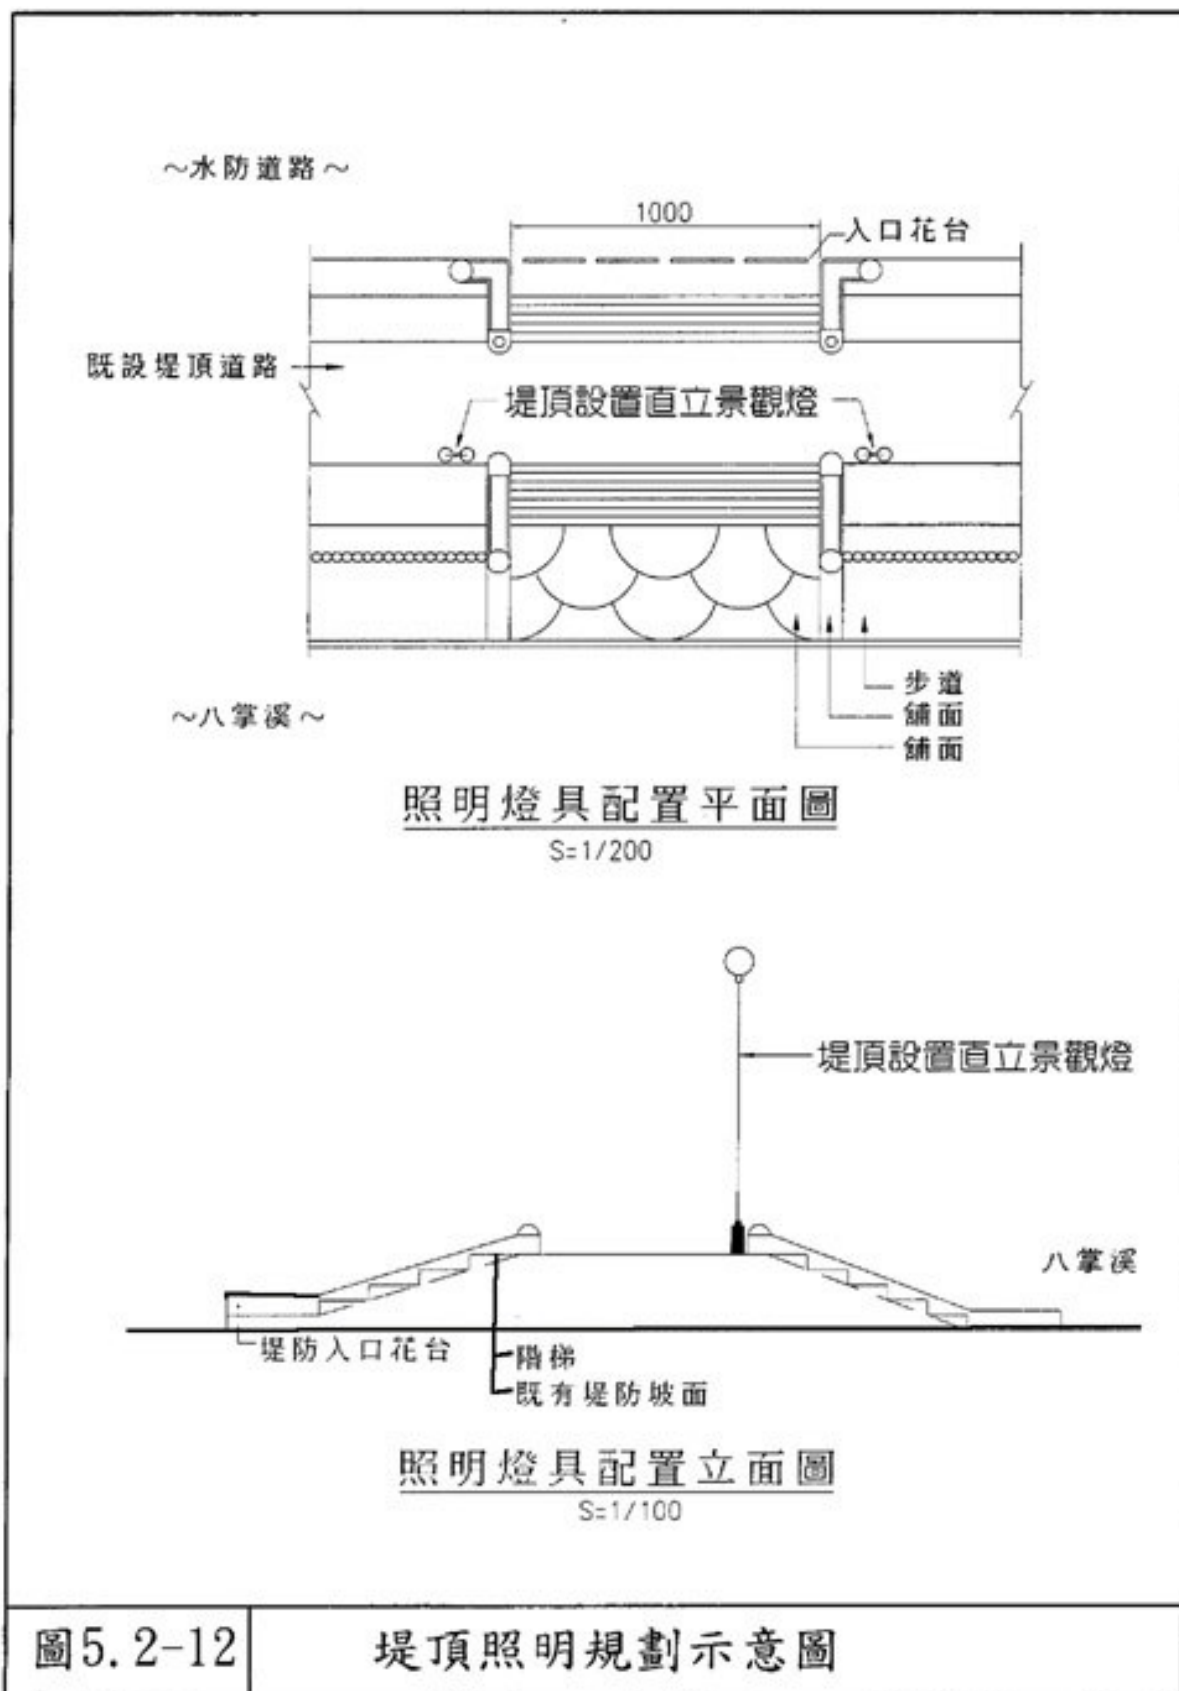 ～水防道路～
1000
入口花台
既設堤頂道路
堤頂設置直立景觀燈
步道
舖面
舖面
～八掌溪～
照明燈具配置平面圖
S=1/200
堤頂設置直立景觀燈
八掌溪
堤防入口花台
階梯
既有堤防坡面
照明燈具配置立面圖
S=1/100
圖5.2-12
堤頂照明規劃示意圖